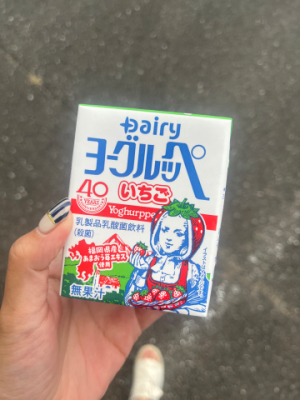 Dairy
ヨーグルッペ
40
YEARS
いちご
Yoghurppe
乳製品乳酸菌飲料
(殺菌)
福岡県産
あまおう苺エキス
使用
無果汁